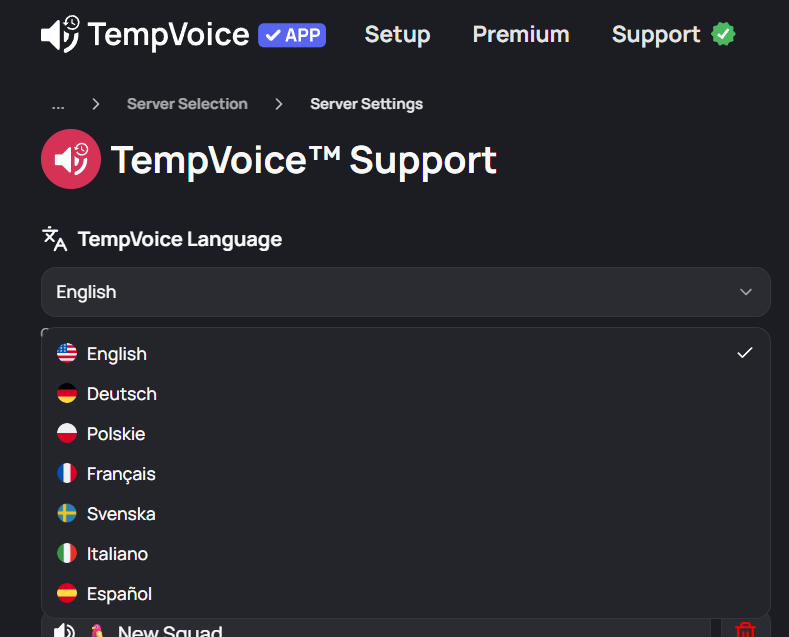 TempVoice APP Setup Premium Support
... Server Selection Server Settings
TempVoice™ Support
TempVoice Language
English
English
Deutsch
Polskie
Français
Svenska
Italiano
Español
New Squad